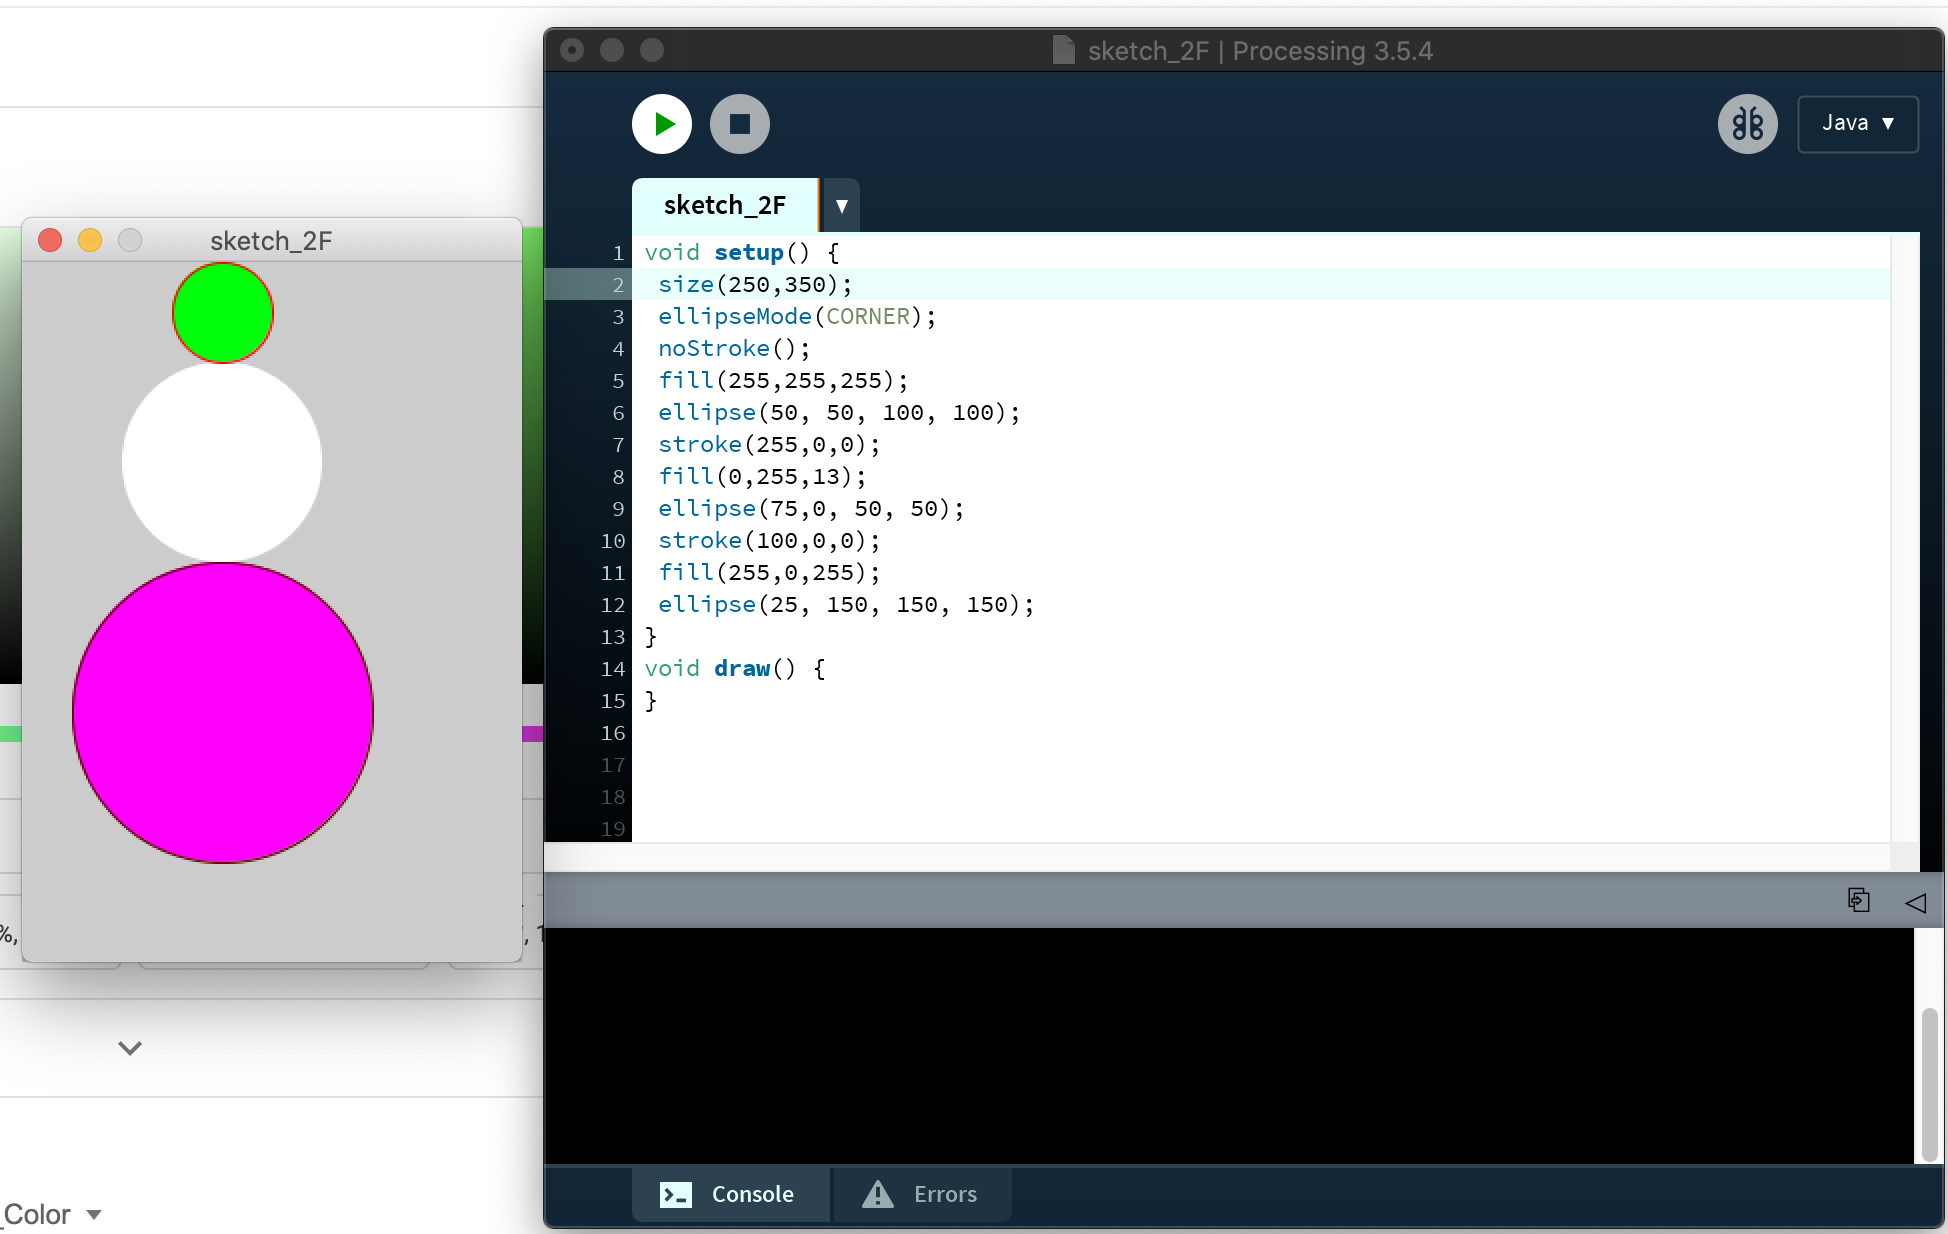 sketch_2F | Processing 3.5.4
Java
sketch_2F
sketch_2F
1 void setup() {
2 size(250,350);
3 ellipseMode(CORNER);
4 noStroke();
5 fill(255,255,255);
6 ellipse(50, 50, 100, 100);
7 stroke(255,0,0);
8 fill(0,255,13);
9 ellipse(75,0, 50, 50);
10 stroke(100,0,0);
11 fill(255,0,255);
12 ellipse(25, 150, 150, 150);
13 }
14 void draw() {
15 }
16
17
18
19
%,
, 1
Console
Errors
_Color